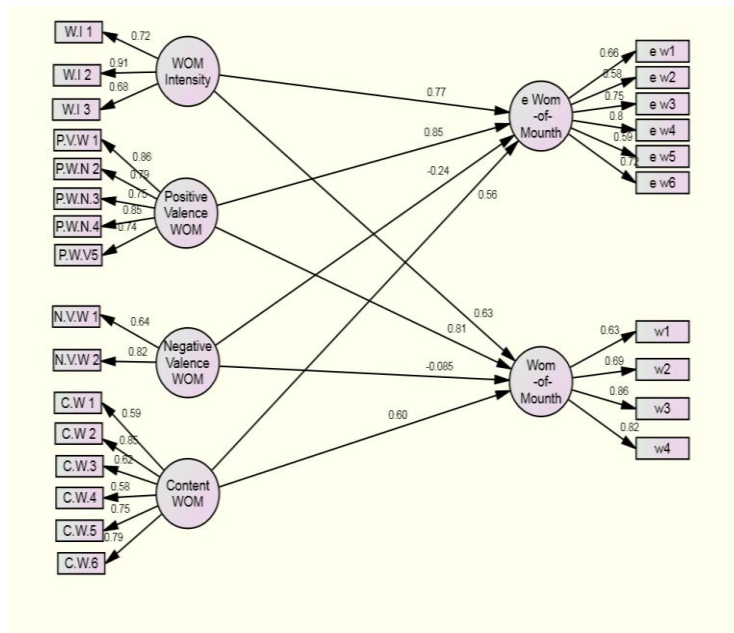 W.I 1
W.I 2
W.I 3
0.72
0.91
0.68
WOM
Intensity
P.V.W 1
P.W.N 2
P.W.N.3
P.W.N.4
P.W.V5
0.86
0.79
0.75
0.85
0.74
Positive
Valence
WOM
N.V.W 1
N.V.W 2
0.64
0.82
Negative
Valence
WOM
C.W 1
C.W 2
C.W.3
C.W.4
C.W.5
C.W.6
0.59
0.85
0.62
0.58
0.75
0.79
Content
WOM
0.77
0.85
-0.24
0.56
0.63
0.81
-0.085
0.60
e Wom
-of-
Mounth
0.66
0.58
0.75
0.8
0.59
0.72
e w1
e w2
e w3
e w4
e w5
e w6
Wom
-of-
Mounth
0.63
0.69
0.86
0.82
w1
w2
w3
w4